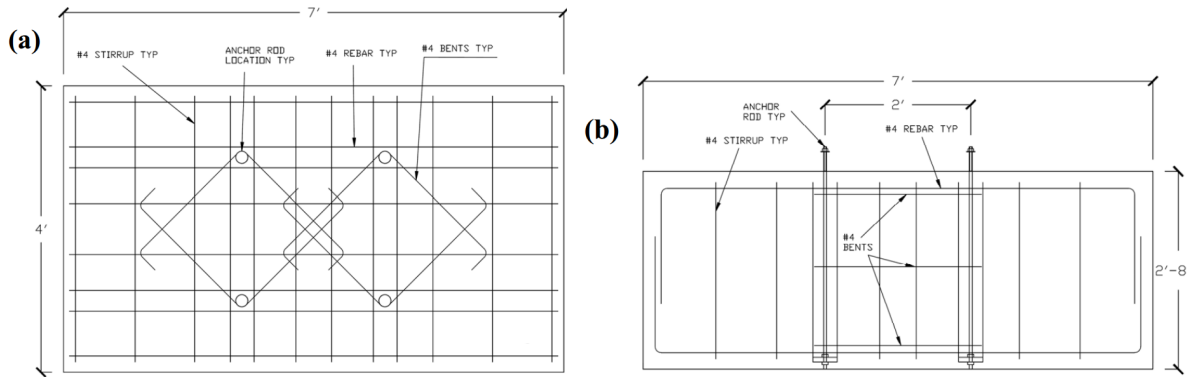 (a)
7'
#4 STIRRUP TYP
ANCHOR ROD
LOCATION TYP
#4 REBAR TYP
#4 BENTS TYP
4'
(b)
7'
2'
ANCHOR
ROD TYP
#4 STIRRUP TYP
#4 REBAR TYP
#4
BENTS
2'-8